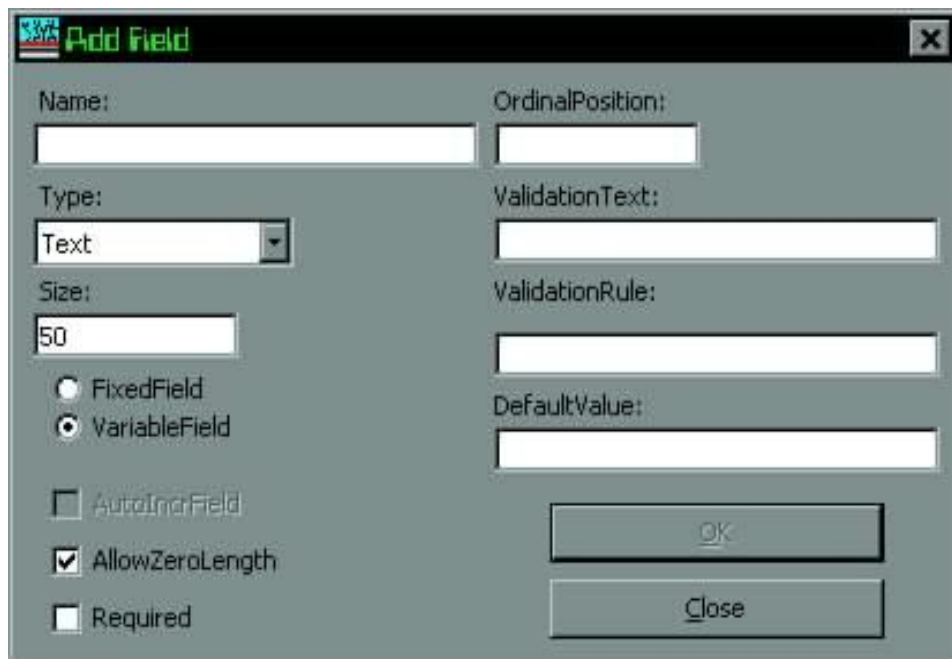 Add Field
Name:
OrdinalPosition:
Type:
Text
ValidationText:
Size:
50
ValidationRule:
FixedField
VariableField
DefaultValue:
AutoIncrField
AllowZeroLength
Required
OK
Close